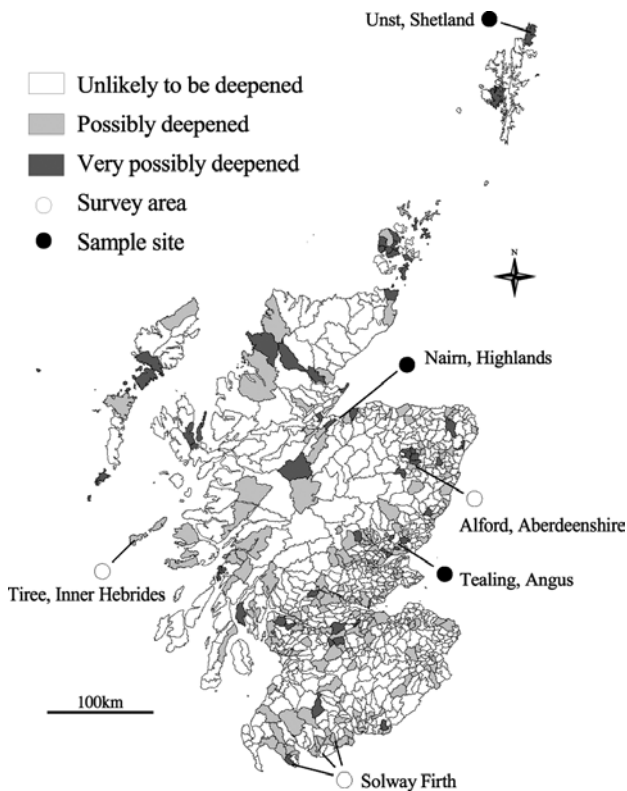 Unst, Shetland
Unlikely to be deepened
Possibly deepened
Very possibly deepened
Survey area
Sample site
N
Nairn, Highlands
Alford, Aberdeenshire
Tealing, Angus
Tiree, Inner Hebrides
100km
Solway Firth